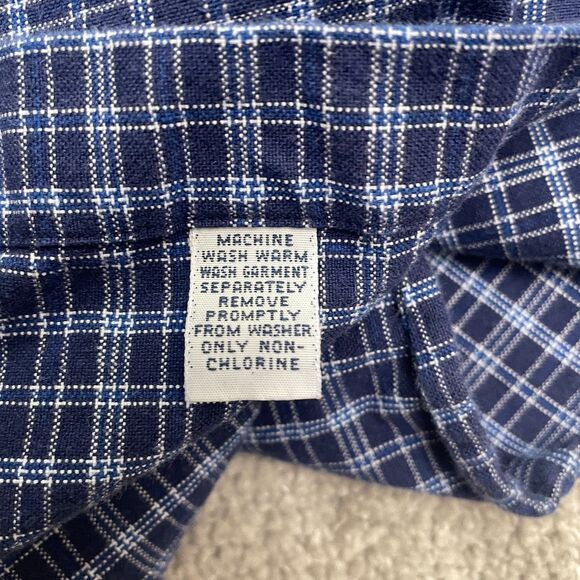 MACHINE
WASH WARM
WASH GARMENT
SEPARATELY
REMOVE
PROMPTLY
FROM WASHER
ONLY NON-
CHLORINE